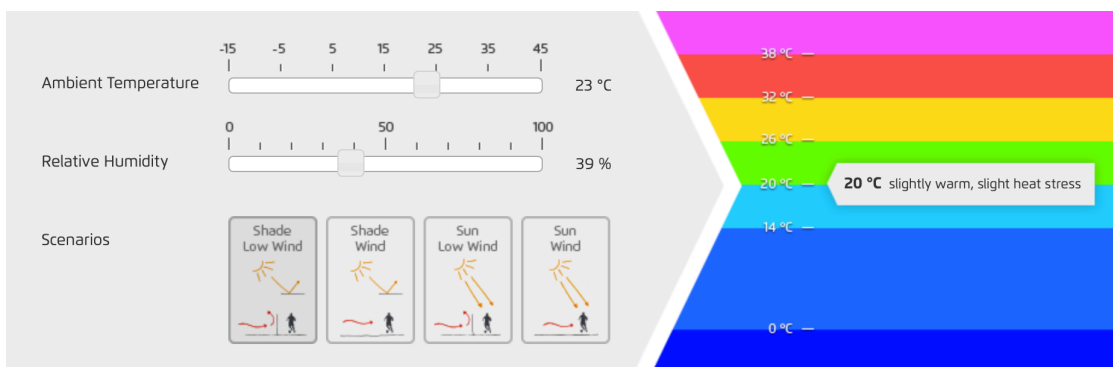 -15 -5 5 15 25 35 45
Ambient Temperature 23 °C
0 50 100
Relative Humidity 39 %
Scenarios
Shade
Low Wind
Shade
Wind
Sun
Low Wind
Sun
Wind
38 °C
32 °C
26 °C
20 °C
20 °C slightly warm, slight heat stress
14 °C
0 °C